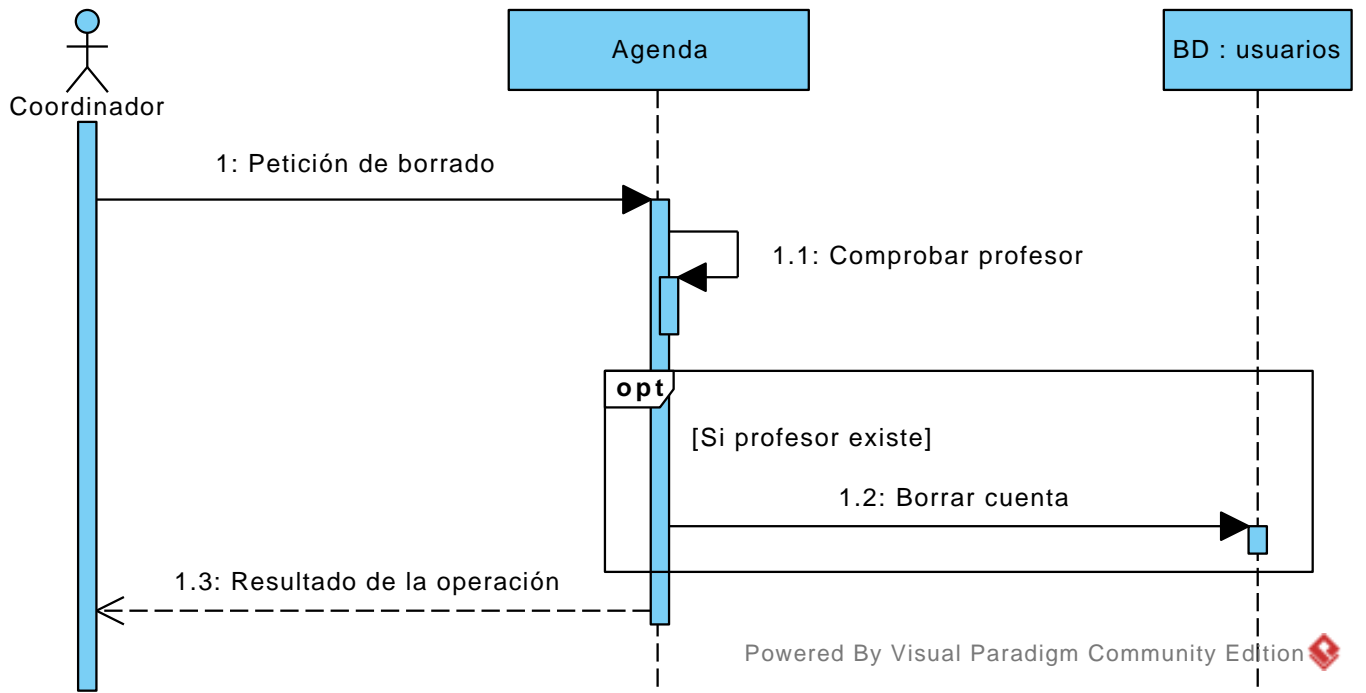 Agenda
BD : usuarios
Coordinador
1: Petición de borrado
1.1: Comprobar profesor
opt
[Si profesor existe]
1.2: Borrar cuenta
1.3: Resultado de la operación
Powered By Visual Paradigm Community Edition